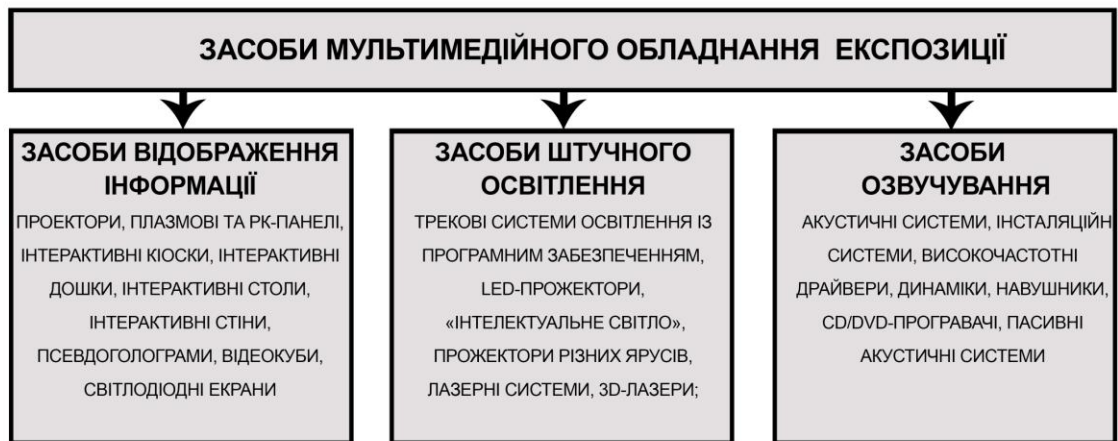 ЗАСОБИ МУЛЬТИМЕДІЙНОГО ОБЛАДНАННЯ ЕКСПОЗИЦІЇ
ЗАСОБИ ВІДОБРАЖЕННЯ
ІНФОРМАЦІЇ
ПРОЕКТОРИ, ПЛАЗМОВІ ТА РК-ПАНЕЛІ,
ІНТЕРАКТИВНІ КІОСКИ, ІНТЕРАКТИВНІ
ДОШКИ, ІНТЕРАКТИВНІ СТОЛИ,
ІНТЕРАКТИВНІ СТІНИ,
ПСЕВДОГОЛОГРАМИ, ВІДЕОКУБИ,
СВІТЛОДІОДНІ ЕКРАНИ
ЗАСОБИ ШТУЧНОГО
ОСВІТЛЕННЯ
ТРЕКОВІ СИСТЕМИ ОСВІТЛЕННЯ ІЗ
ПРОГРАМНИМ ЗАБЕЗПЕЧЕННЯМ,
LED-ПРОЖЕКТОРИ,
«ІНТЕЛЕКТУАЛЬНЕ СВІТЛО»,
ПРОЖЕКТОРИ РІЗНИХ ЯРУСІВ,
ЛАЗЕРНІ СИСТЕМИ, 3D-ЛАЗЕРИ;
ЗАСОБИ
ОЗВУЧУВАННЯ
АКУСТИЧНІ СИСТЕМИ, ІНСТАЛЯЦІЙН
СИСТЕМИ, ВИСОКОЧАСТОТНІ
ДРАЙВЕРИ, ДИНАМІКИ, НАВУШНИКИ,
CD/DVD-ПРОГРАВАЧІ, ПАСИВНІ
АКУСТИЧНІ СИСТЕМИ